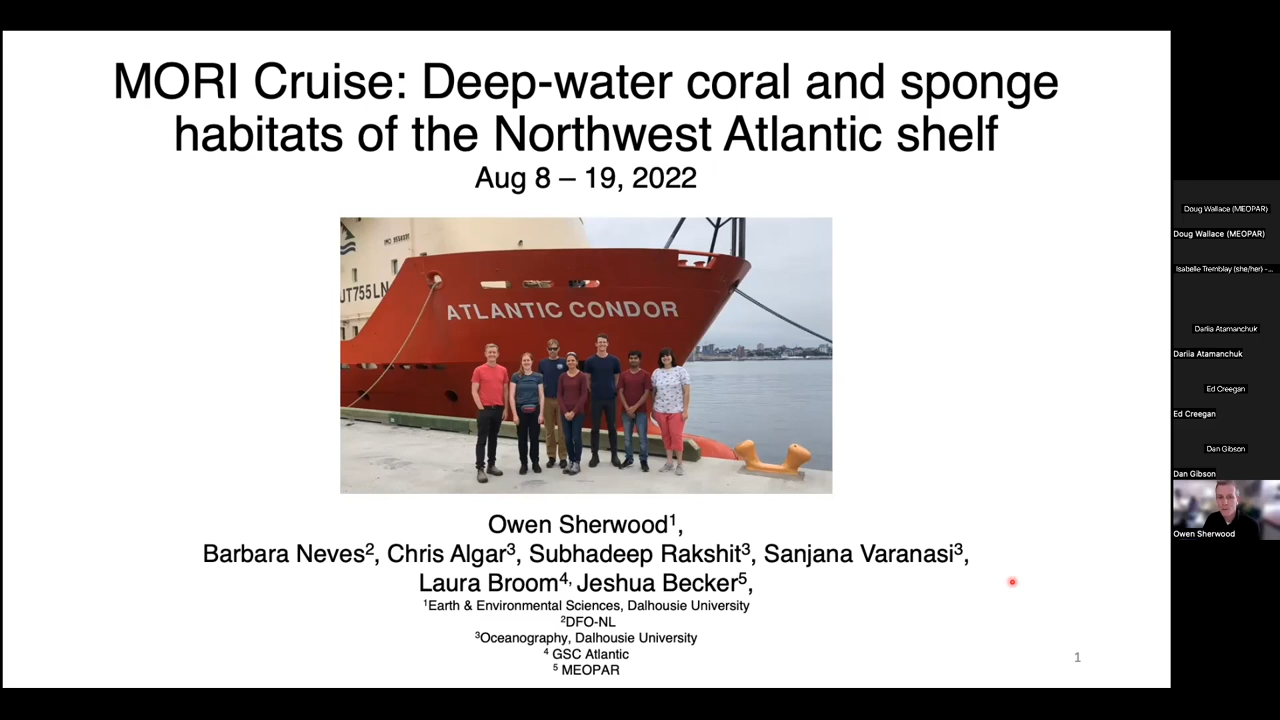 MORI Cruise: Deep-water coral and sponge
habitats of the Northwest Atlantic shelf
Aug 8 – 19, 2022
UT755LN
ATLANTIC CONDOR
Owen Sherwood¹,
Barbara Neves², Chris Algar³, Subhadeep Rakshit³, Sanjana Varanasi³,
Laura Broom⁴, Jeshua Becker⁵,
¹Earth & Environmental Sciences, Dalhousie University
²DFO-NL
³Oceanography, Dalhousie University
⁴ GSC Atlantic
⁵ MEOPAR
1
Doug Wallace (MEOPAR)
Doug Wallace (MEOPAR)
Isabelle Tremblay (she/her) -...
Dariia Atamanchuk
Dariia Atamanchuk
Ed Creegan
Ed Creegan
Dan Gibson
Dan Gibson
Owen Sherwood